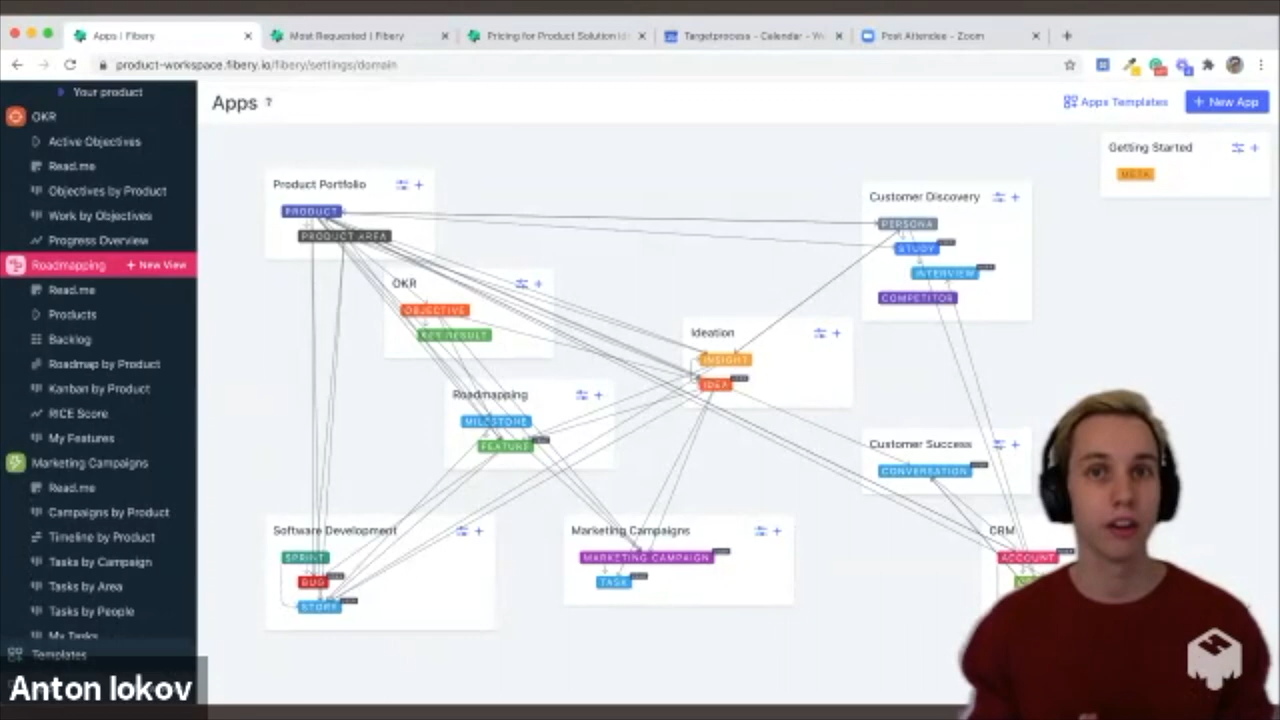 Apps | Fibery
Most Requested | Fibery
Pricing for Product Solution
Targetprocess - Calendar - W
Post Attendee - Zoom
product-workspace.fibery.io/fibery/settings/domain
Your product
OKR
Active Objectives
Read.me
Objectives by Product
Work by Objectives
Progress Overview
Roadmapping + New View
Read.me
Products
Backlog
Roadmap by Product
Kanban by Product
RICE Score
My Features
Marketing Campaigns
Read.me
Campaigns by Product
Timeline by Product
Tasks by Campaign
Tasks by Area
Tasks by People
My Tasks
Templates
Apps ?
Apps Templates
+ New App
Getting Started
META
Product Portfolio
PRODUCT
PRODUCT AREA
OKR
OBJECTIVE
KEY RESULT
Roadmapping
MILESTONE
FEATURE
Software Development
SPRINT
BUG
STORY
Marketing Campaigns
MARKETING CAMPAIGN
TASK
Ideation
INSIGHT
IDEA
Customer Discovery
PERSONA
STUDY
INTERVIEW
COMPETITOR
Customer Success
CONVERSATION
CRM
ACCOUNT
Anton Iokov